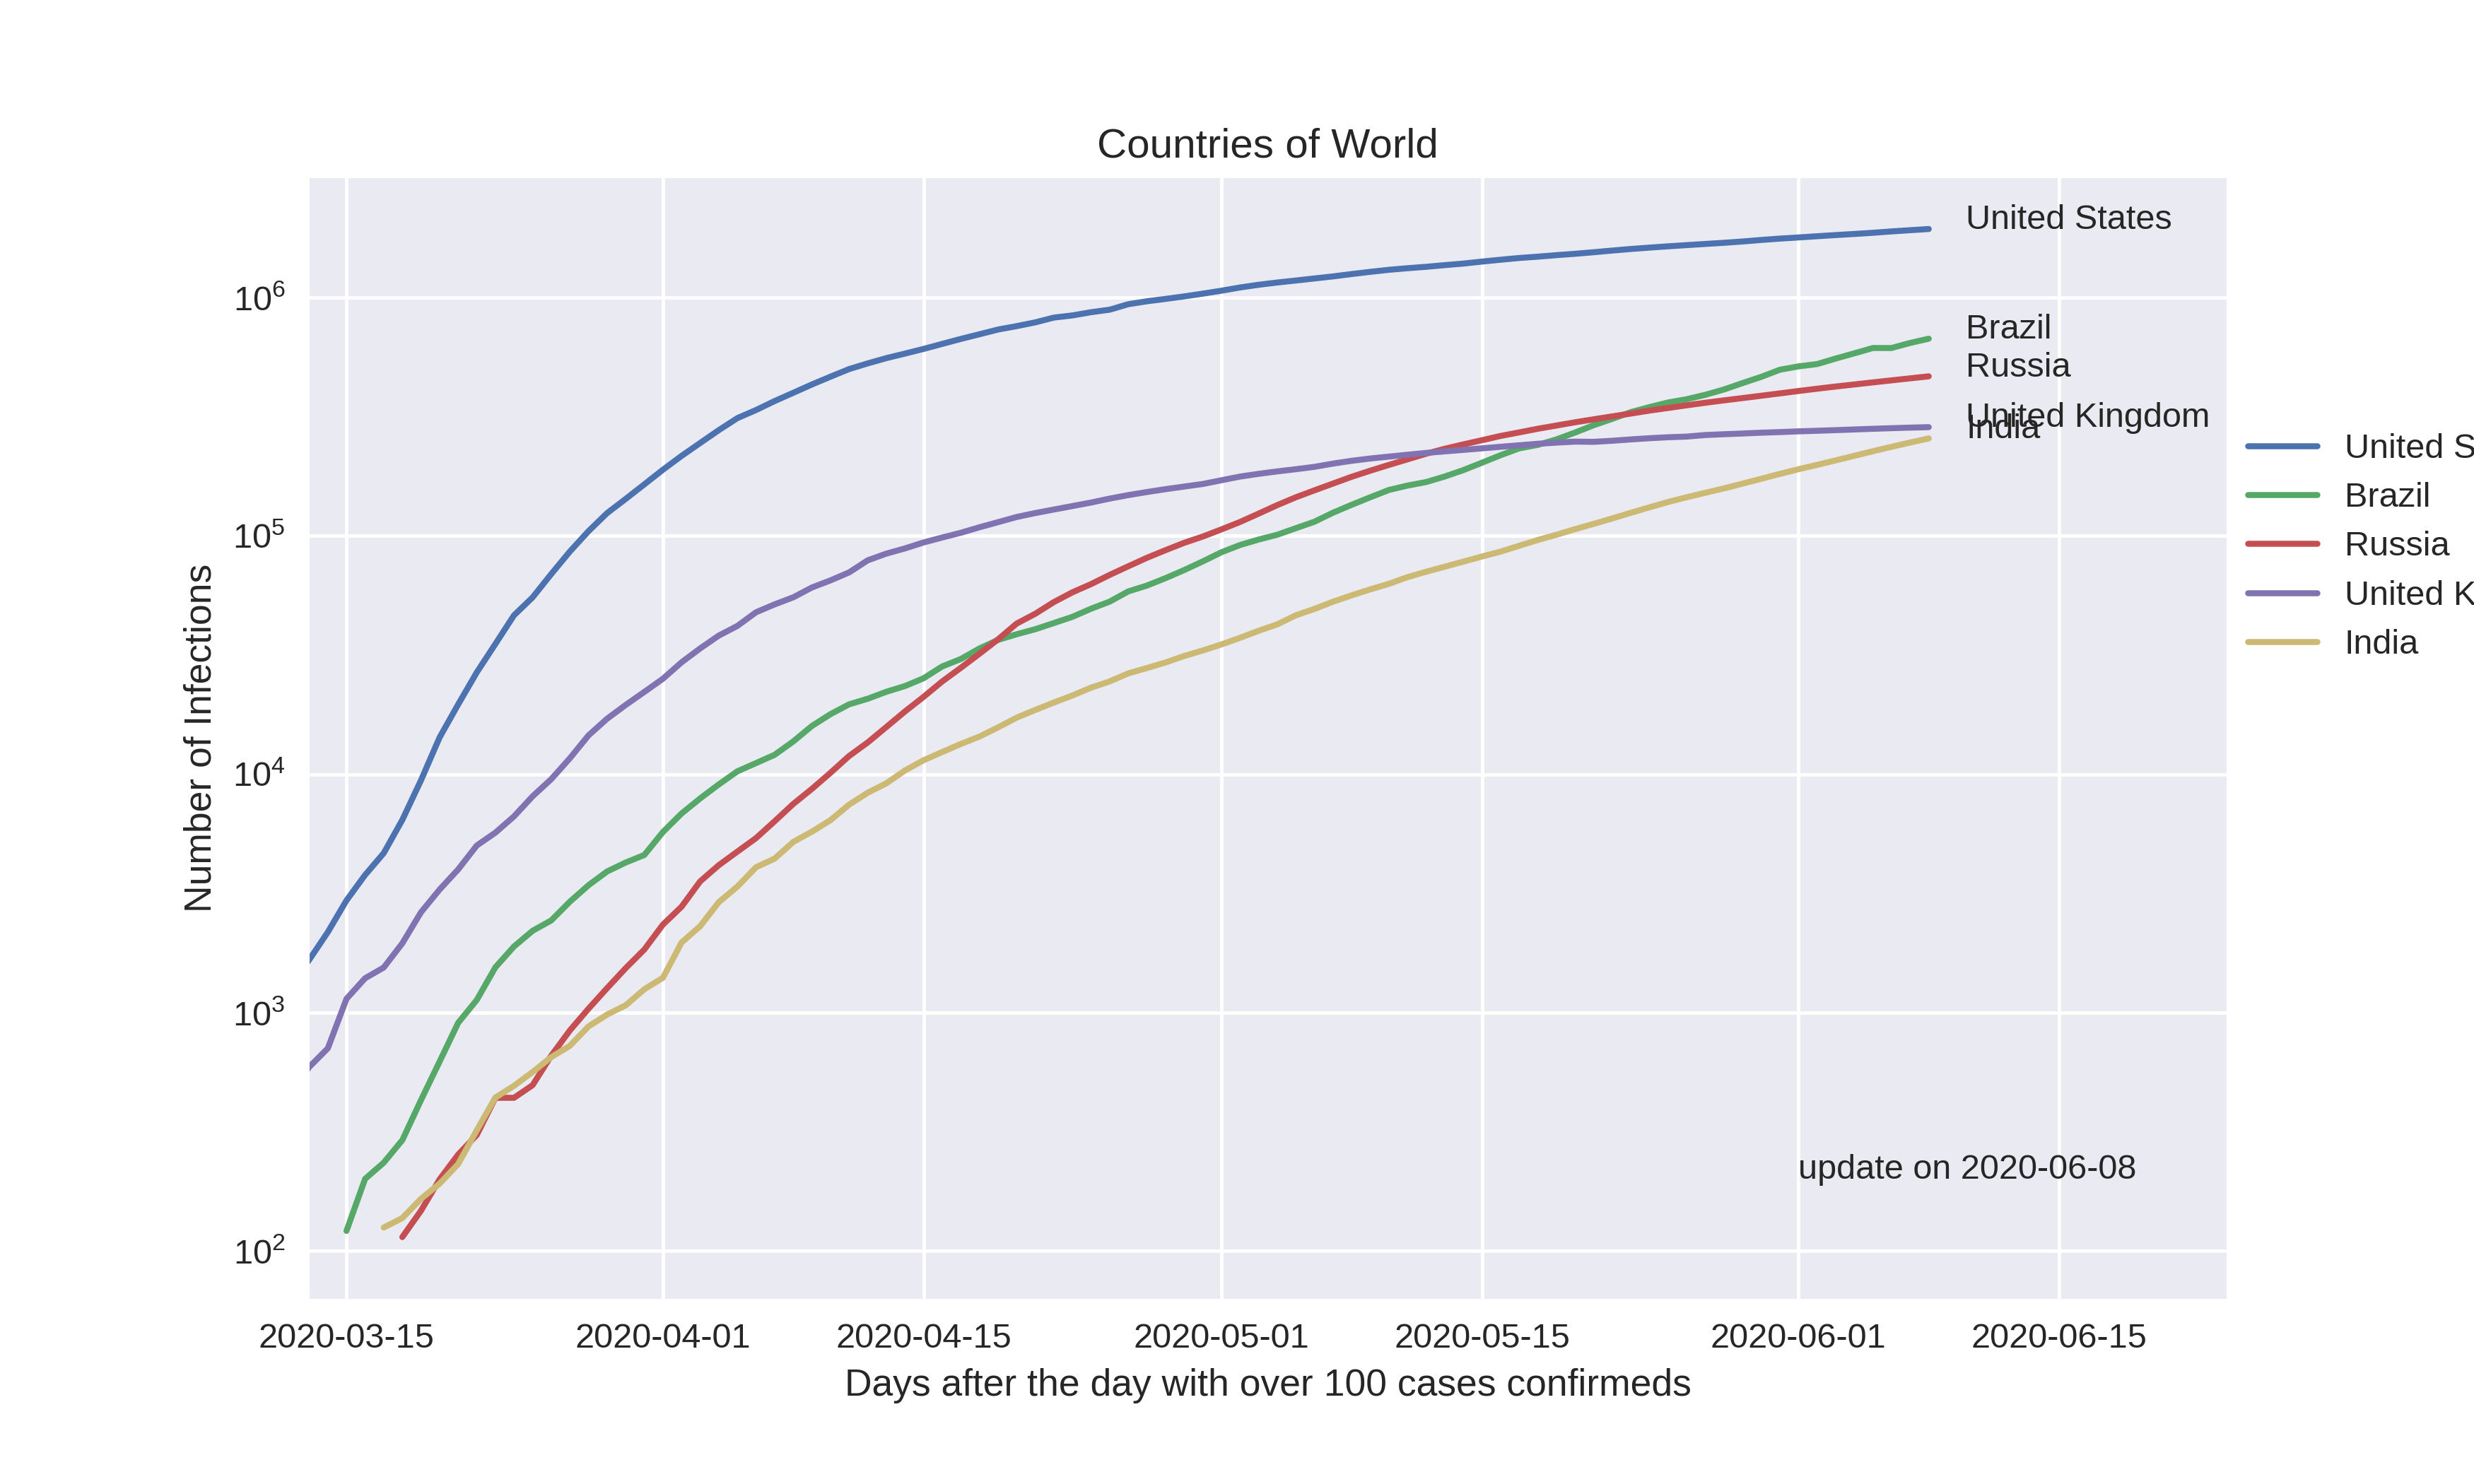 Countries of World
Number of Infections
10^6
10^5
10^4
10^3
10^2
United States
Brazil
Russia
United Kingdom
India
update on 2020-06-08
United S
Brazil
Russia
United K
India
2020-03-15 2020-04-01 2020-04-15 2020-05-01 2020-05-15 2020-06-01 2020-06-15
Days after the day with over 100 cases confirmeds